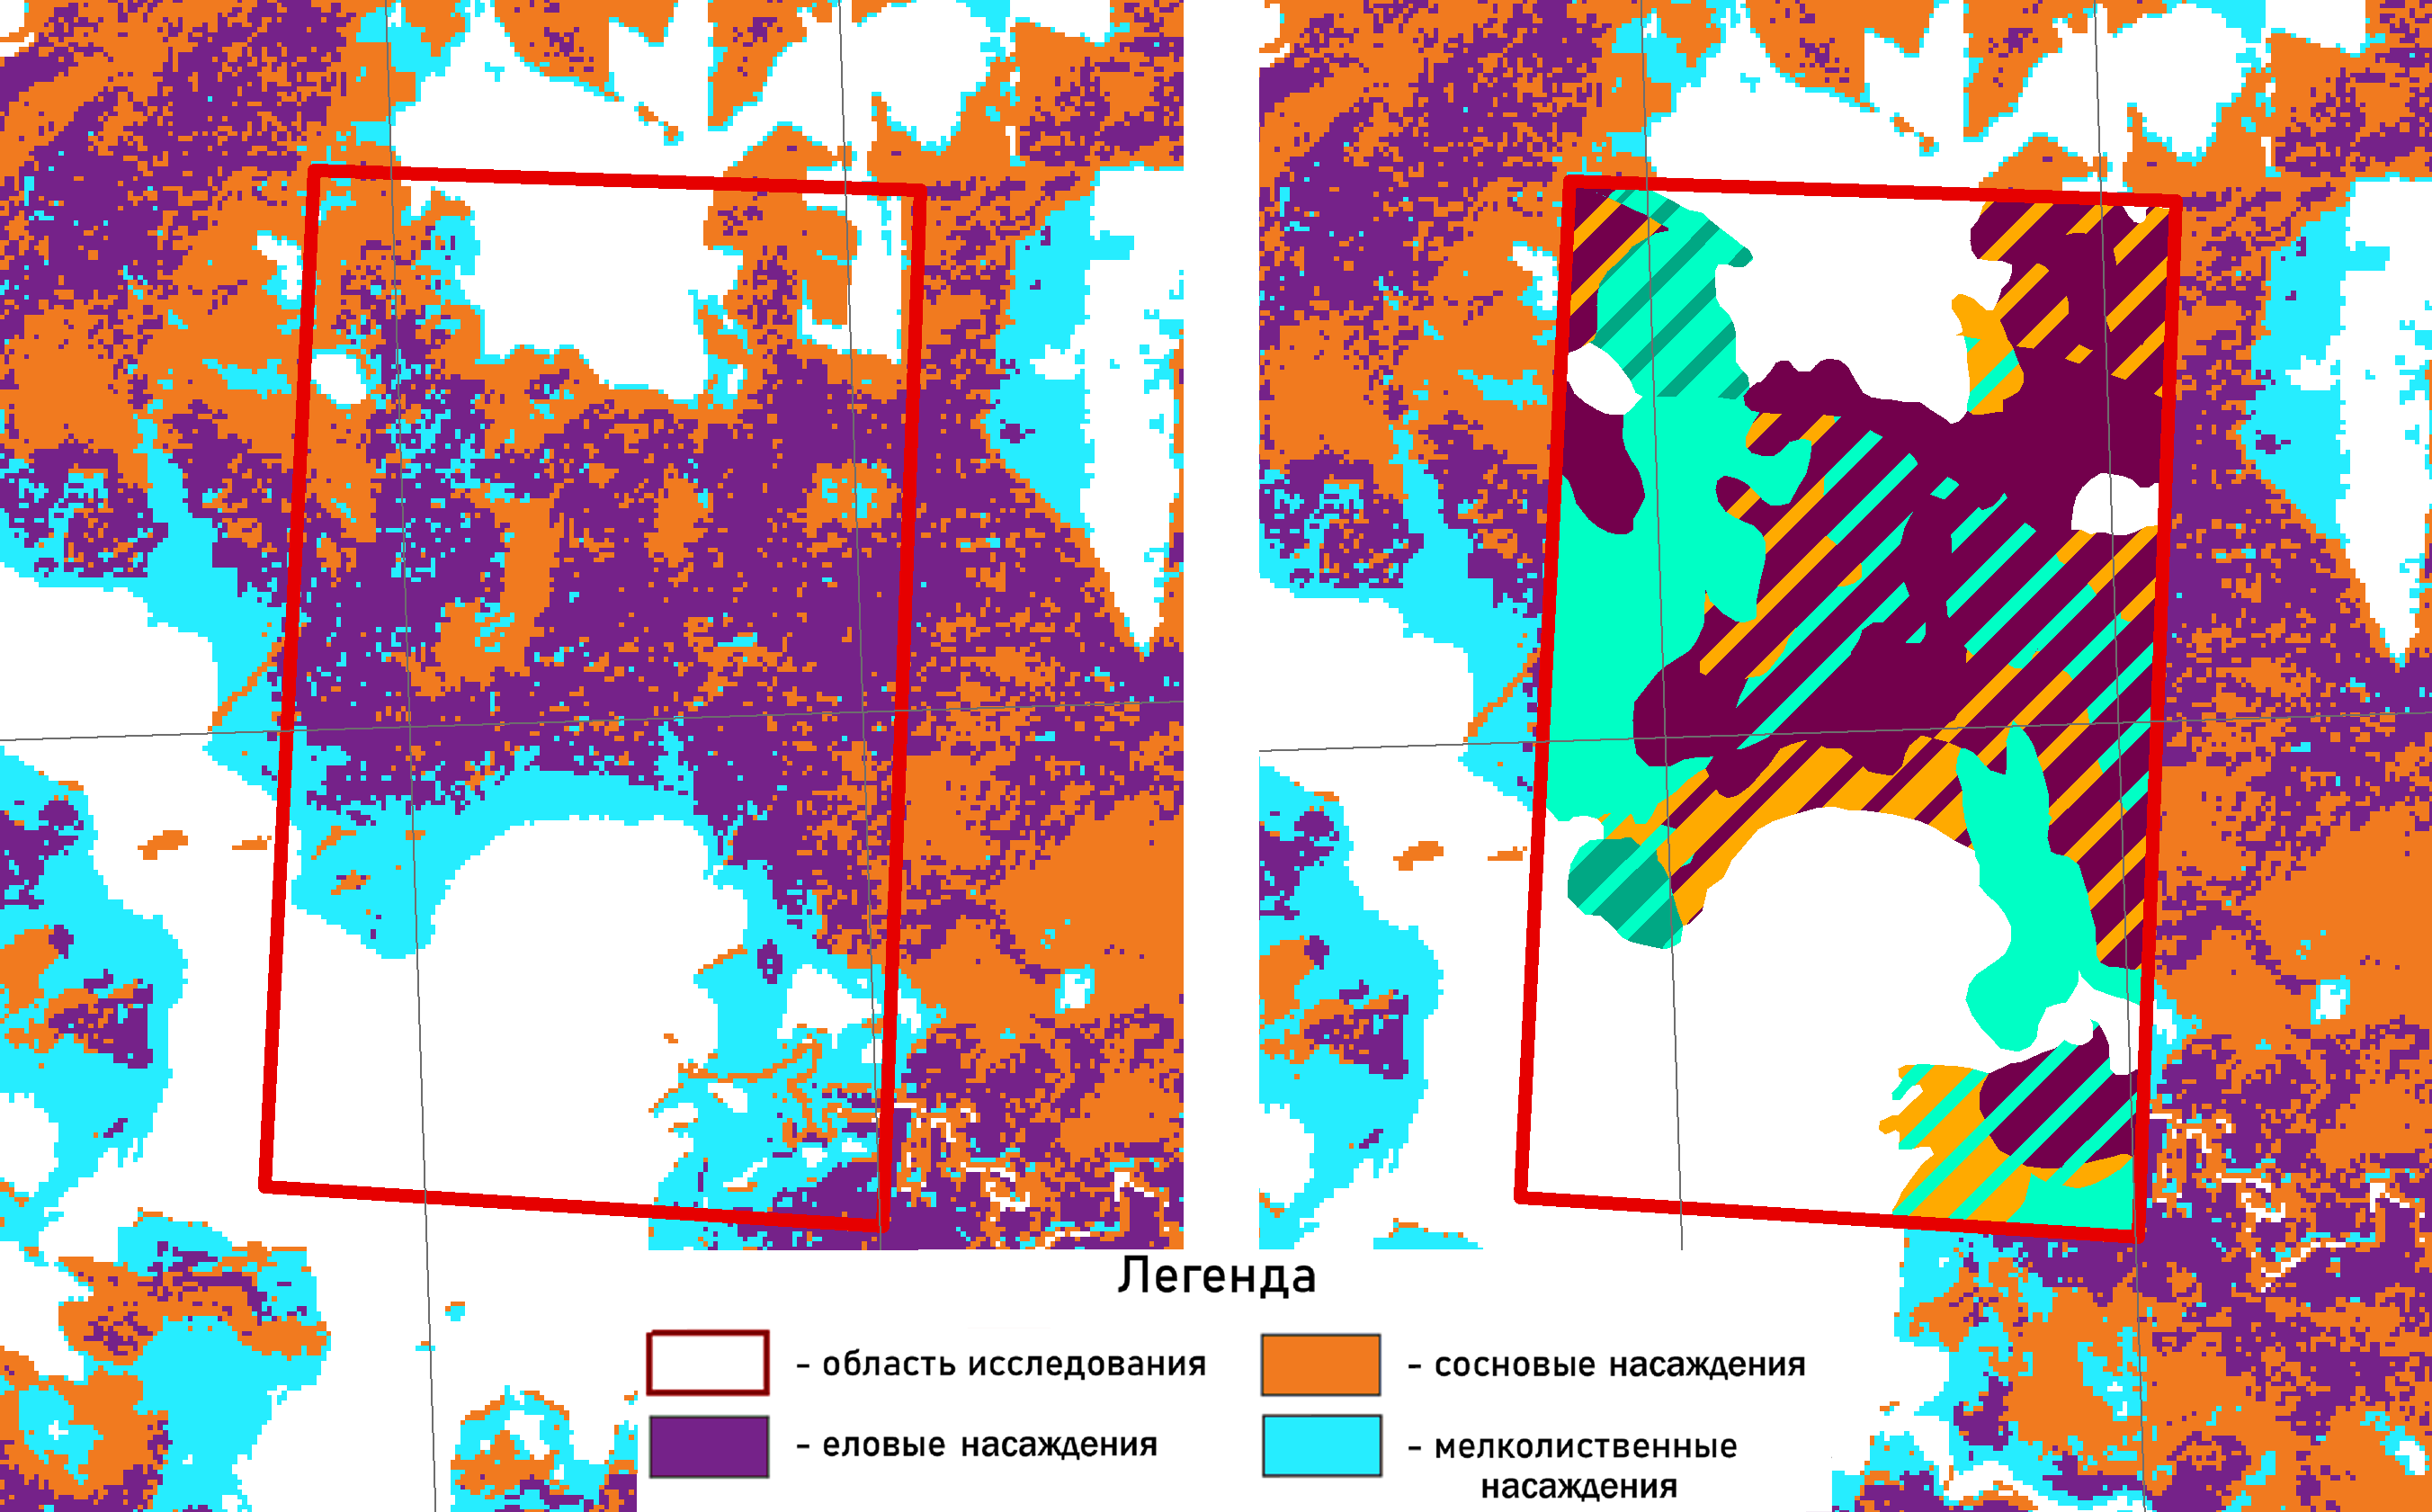 Легенда
- область исследования
- сосновые насаждения
- еловые насаждения
- мелколиственные
насаждения